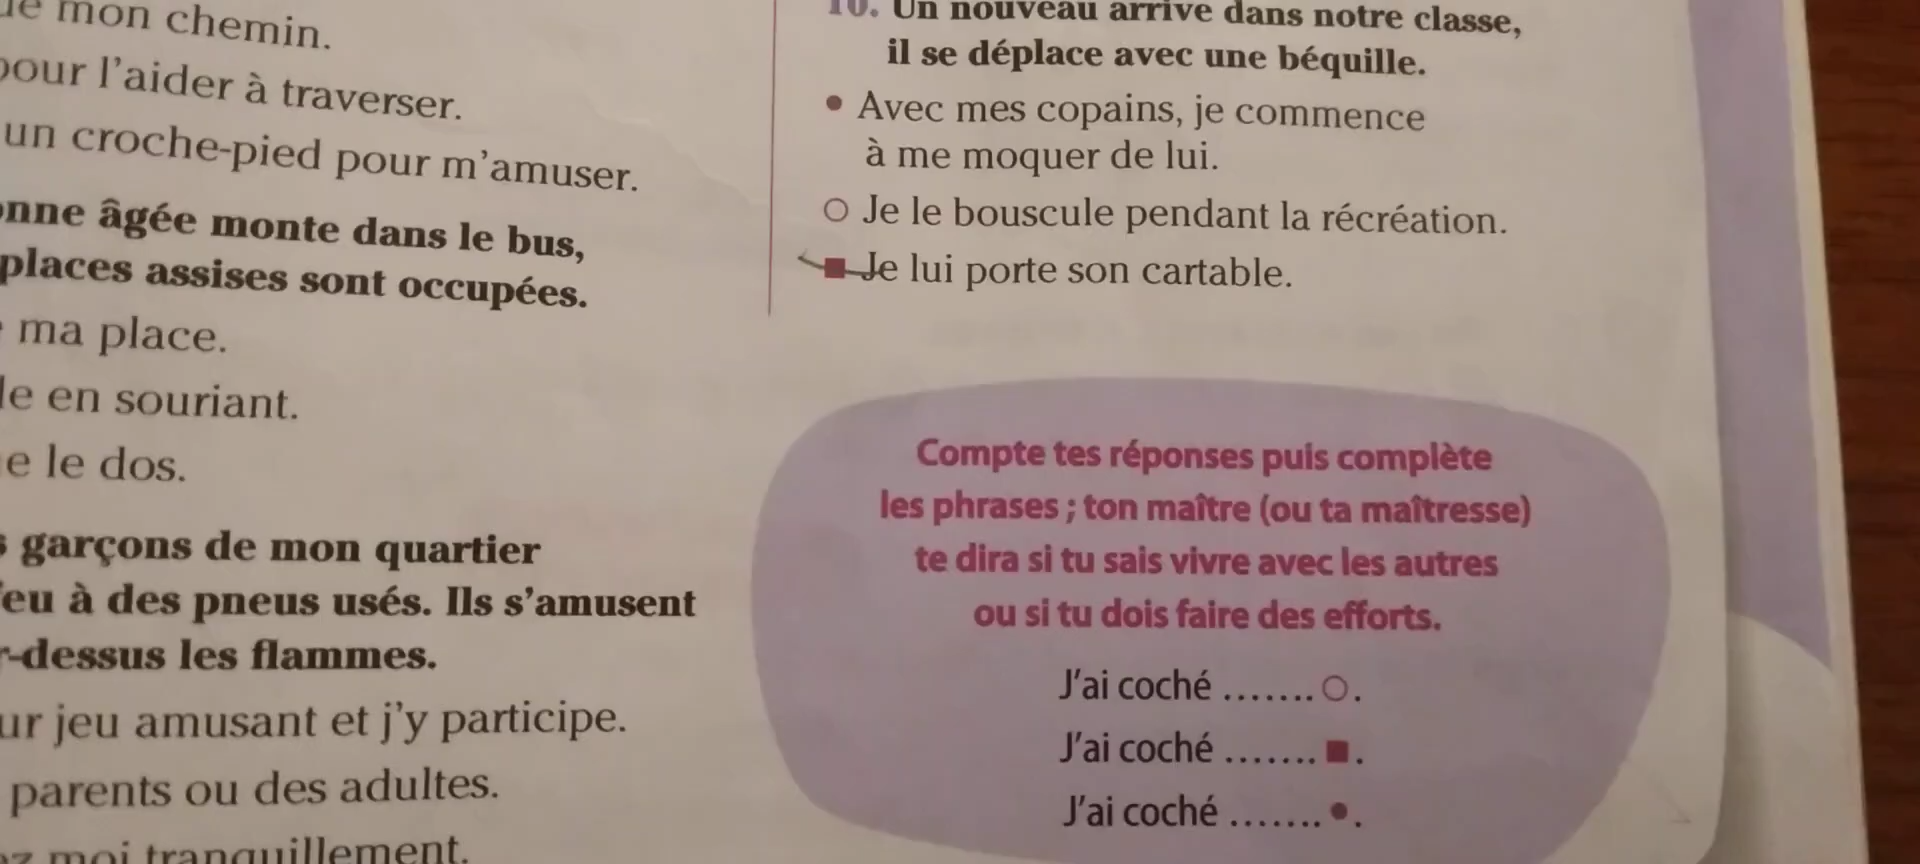 mon chemin.
pour l'aider à traverser.
un croche-pied pour m'amuser.
âgée monte dans le bus,
places assises sont occupées.
ma place.
en souriant.
le dos.
garçons de mon quartier
à des pneus usés. Ils s'amusent
les flammes.
jeu amusant et j'y participe.
parents ou des adultes.
moi tranquillement.
10. Un nouveau arrive dans notre classe,
il se déplace avec une béquille.
• Avec mes copains, je commence
à me moquer de lui.
○ Je le bouscule pendant la récréation.
■ Je lui porte son cartable.
Compte tes réponses puis complète
les phrases ; ton maître (ou ta maîtresse)
te dira si tu sais vivre avec les autres
ou si tu dois faire des efforts.
J'ai coché ....... ○.
J'ai coché ....... ■.
J'ai coché ....... •.